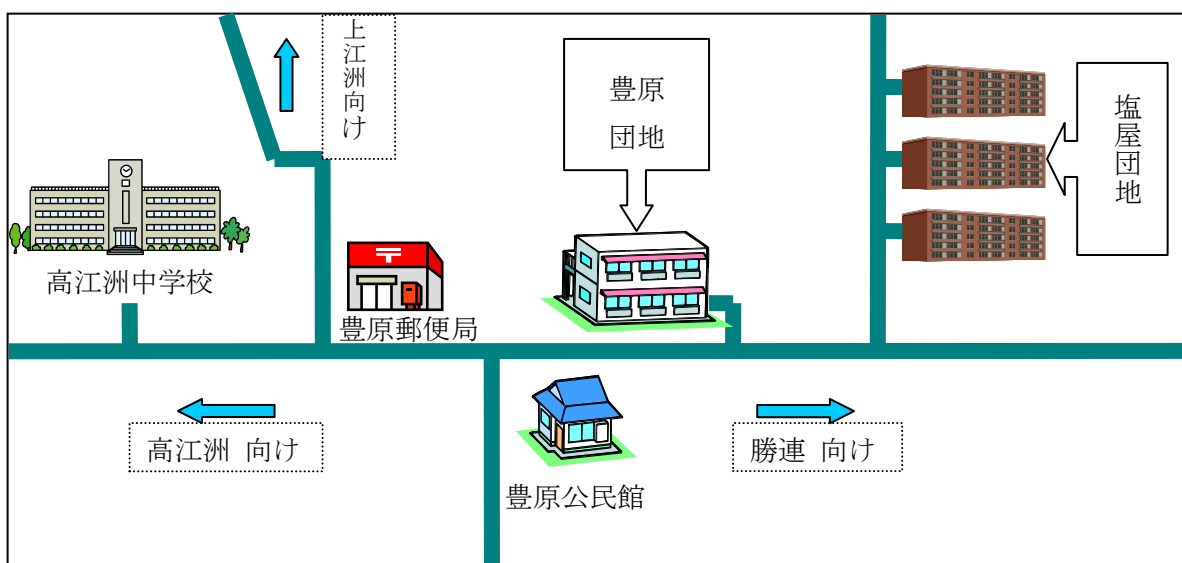 上江洲向け
豊原
団地
塩屋団地
高江洲中学校
豊原郵便局
高江洲 向け
勝連 向け
豊原公民館